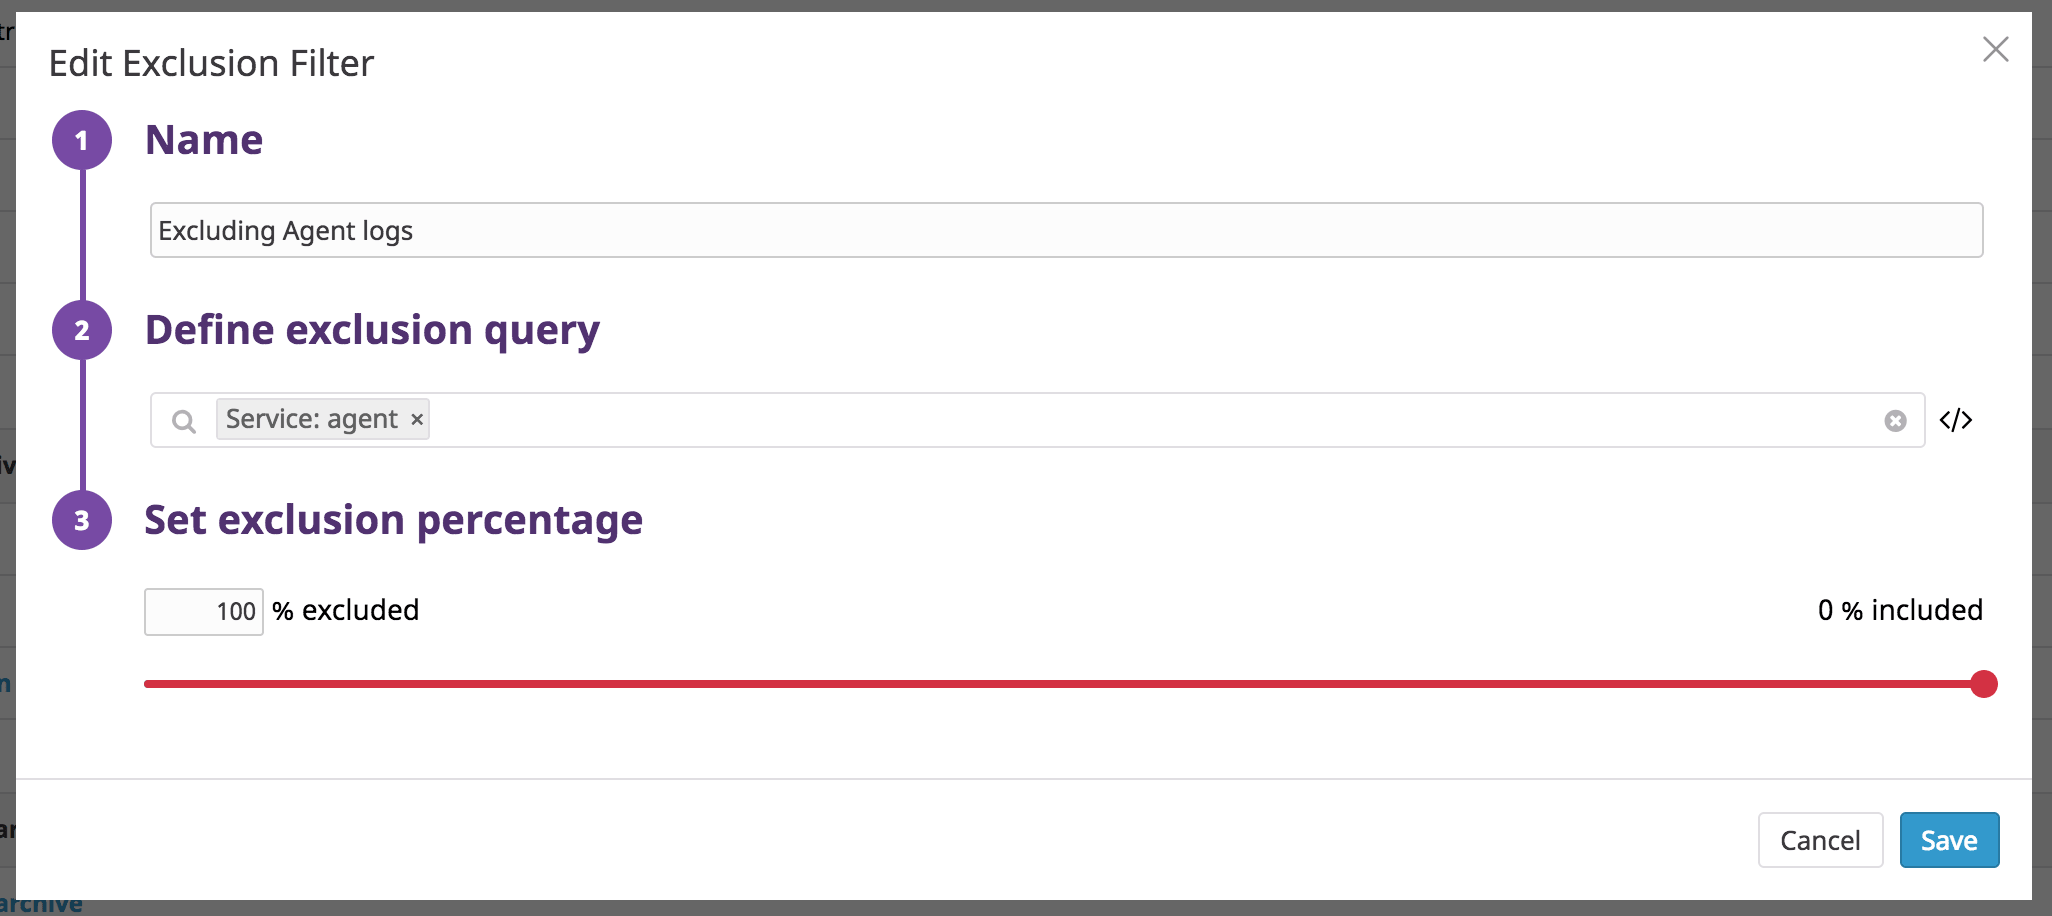 Edit Exclusion Filter
1 Name
Excluding Agent logs
2 Define exclusion query
Service: agent ×
</>
3 Set exclusion percentage
100 % excluded
0 % included
Cancel Save
archive